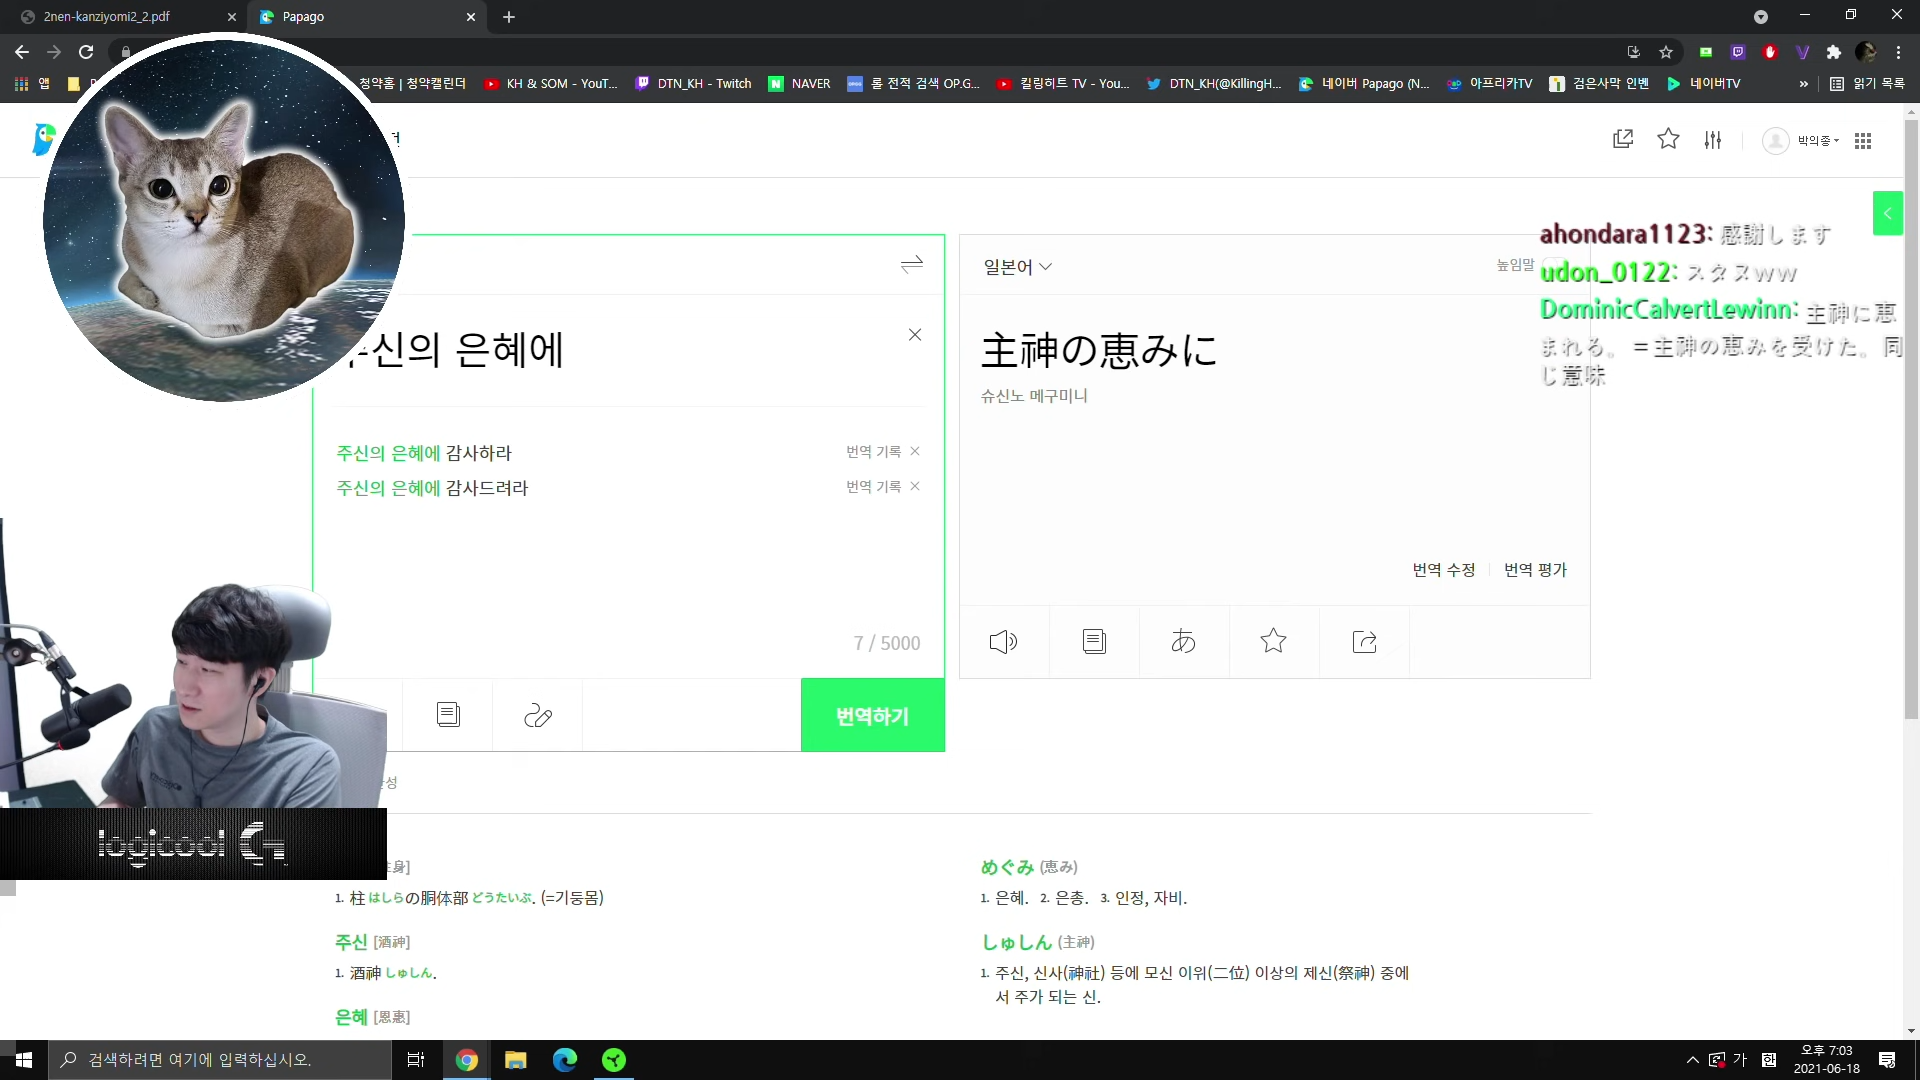 2nen-kanziyomi2_2.pdf
Papago
앱
청약홈 | 청약캘린더
KH & SOM - YouT...
DTN_KH - Twitch
NAVER
롤 전적 검색 OP.G...
킬링히트 TV - You...
DTN_KH(@KillingH...
네이버 Papago (N...
아프리카TV
검은사막 인벤
네이버TV
»
읽기 목록
박의종
일본어
높임말
주신의 은혜에
主神の恵みに
슈신노 메구미니
주신의 은혜에 감사하라
번역 기록
주신의 은혜에 감사드려라
번역 기록
ahondara1123: 感謝します
udon_0122: スタヌｗｗ
DominicCalvertLewinn: 主神に恵
まれる。＝主神の恵みを受けた。同
じ意味
번역 수정
번역 평가
7 / 5000
あ
번역하기
logicool G
1. 柱 はしらの胴体部 どうたいぶ. (=기둥몸)
주신 [酒神]
1. 酒神 しゅしん.
은혜 [恩惠]
めぐみ (恵み)
1. 은혜. 2. 은총. 3. 인정, 자비.
しゅしん (主神)
1. 주신, 신사(神社) 등에 모신 이위(二位) 이상의 제신(祭神) 중에
서 주가 되는 신.
검색하려면 여기에 입력하십시오.
가
한
오후 7:03
2021-06-18